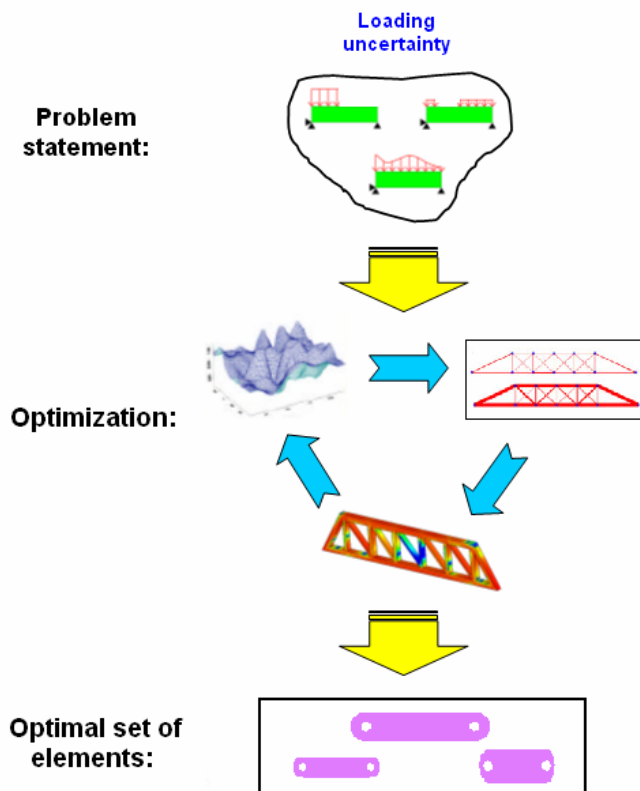 Loading
uncertainty
Problem
statement:
Optimization:
Optimal set of
elements: